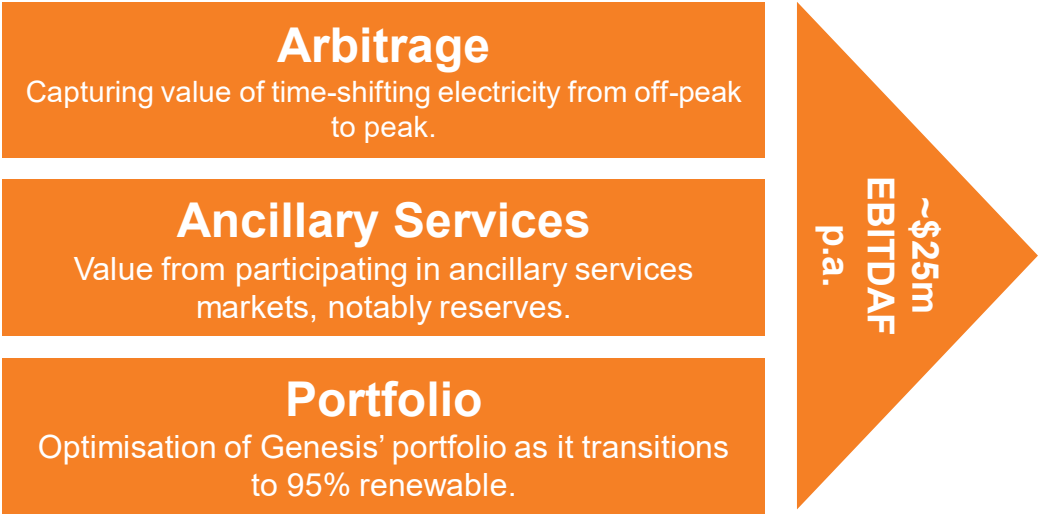 Arbitrage
Capturing value of time-shifting electricity from off-peak
to peak.
Ancillary Services
Value from participating in ancillary services
markets, notably reserves.
Portfolio
Optimisation of Genesis’ portfolio as it transitions
to 95% renewable.
~$25m
EBITDAF
p.a.